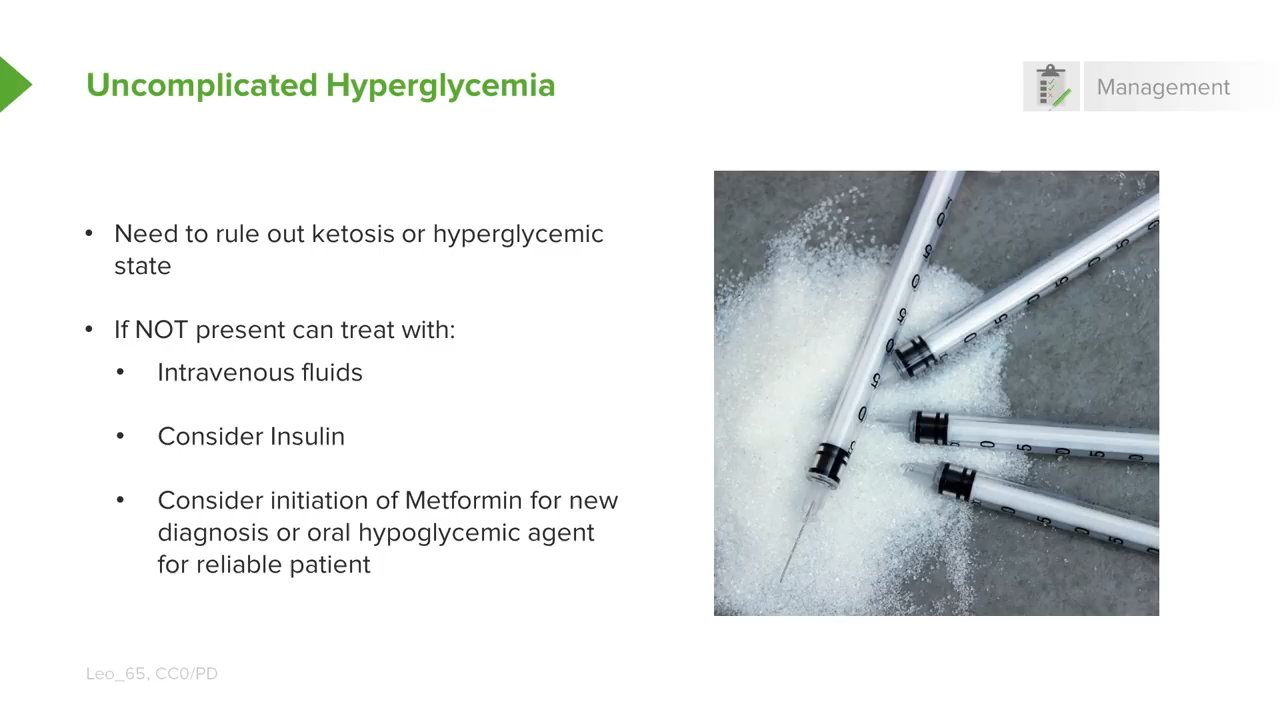 Uncomplicated Hyperglycemia
Management
• Need to rule out ketosis or hyperglycemic
state
• If NOT present can treat with:
• Intravenous fluids
• Consider Insulin
• Consider initiation of Metformin for new
diagnosis or oral hypoglycemic agent
for reliable patient
Leo_65, CC0/PD